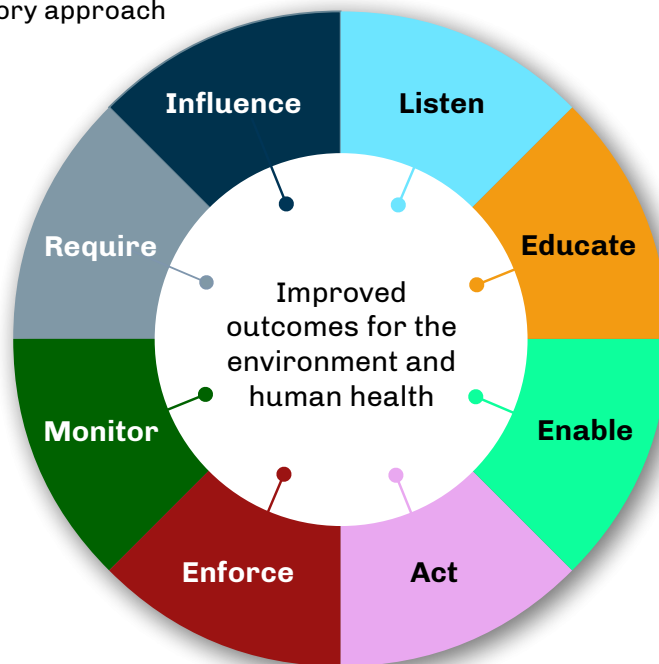 ory approach
Influence
Listen
Educate
Enable
Act
Enforce
Monitor
Require
Improved
outcomes for the
environment and
human health